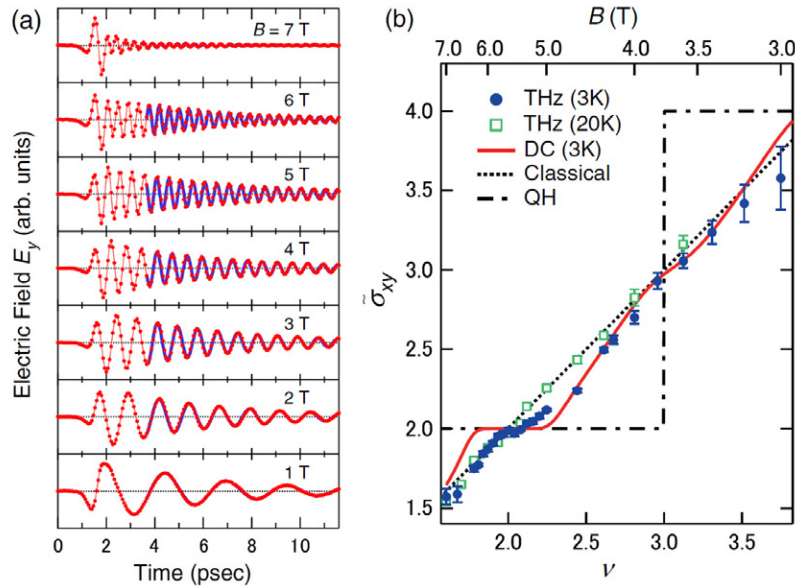 (a)
B = 7 T
6 T
5 T
4 T
3 T
2 T
1 T
Electric Field E_y (arb. units)
0 2 4 6 8 10
Time (psec)
(b)
B (T)
7.0 6.0 5.0 4.0 3.5 3.0
THz (3K)
THz (20K)
DC (3K)
Classical
QH
4.0
3.5
3.0
2.5
2.0
1.5
σ̃_xy
2.0 2.5 3.0 3.5
ν